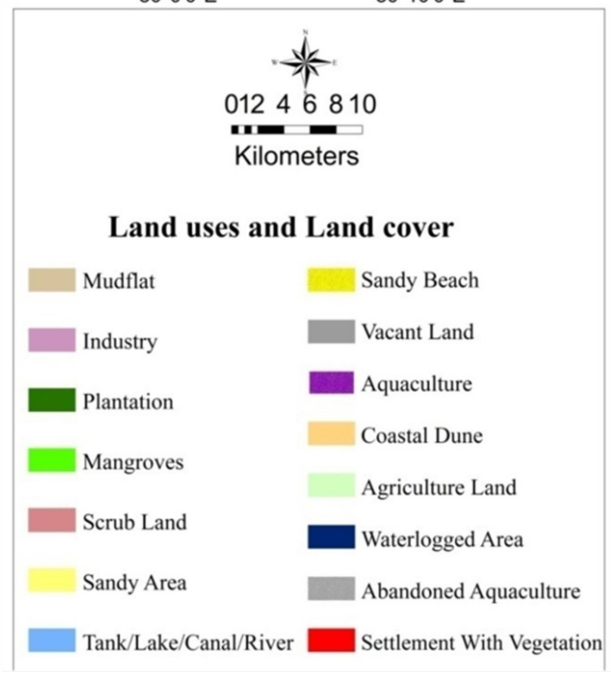 N
W E
S
012 4 6 8 10
Kilometers
Land uses and Land cover
Mudflat
Industry
Plantation
Mangroves
Scrub Land
Sandy Area
Tank/Lake/Canal/River
Sandy Beach
Vacant Land
Aquaculture
Coastal Dune
Agriculture Land
Waterlogged Area
Abandoned Aquaculture
Settlement With Vegetation